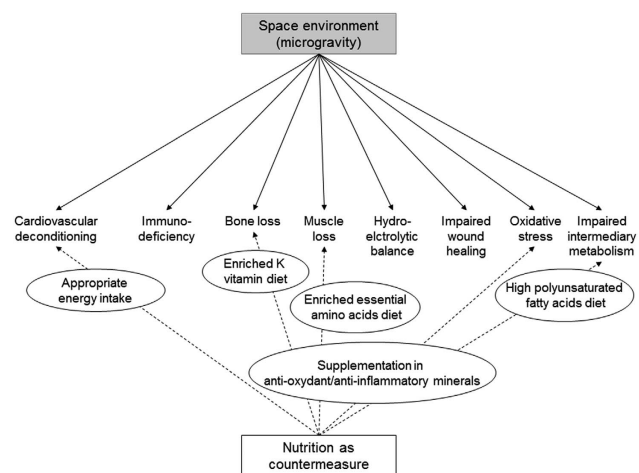 Space environment
(microgravity)
Cardiovascular
deconditioning
Immuno-
deficiency
Bone loss
Muscle
loss
Hydro-
elctrolytic
balance
Impaired
wound
healing
Oxidative
stress
Impaired
intermediary
metabolism
Appropriate
energy intake
Enriched K
vitamin diet
Enriched essential
amino acids diet
High polyunsaturated
fatty acids diet
Supplementation in
anti-oxydant/anti-inflammatory minerals
Nutrition as
countermeasure